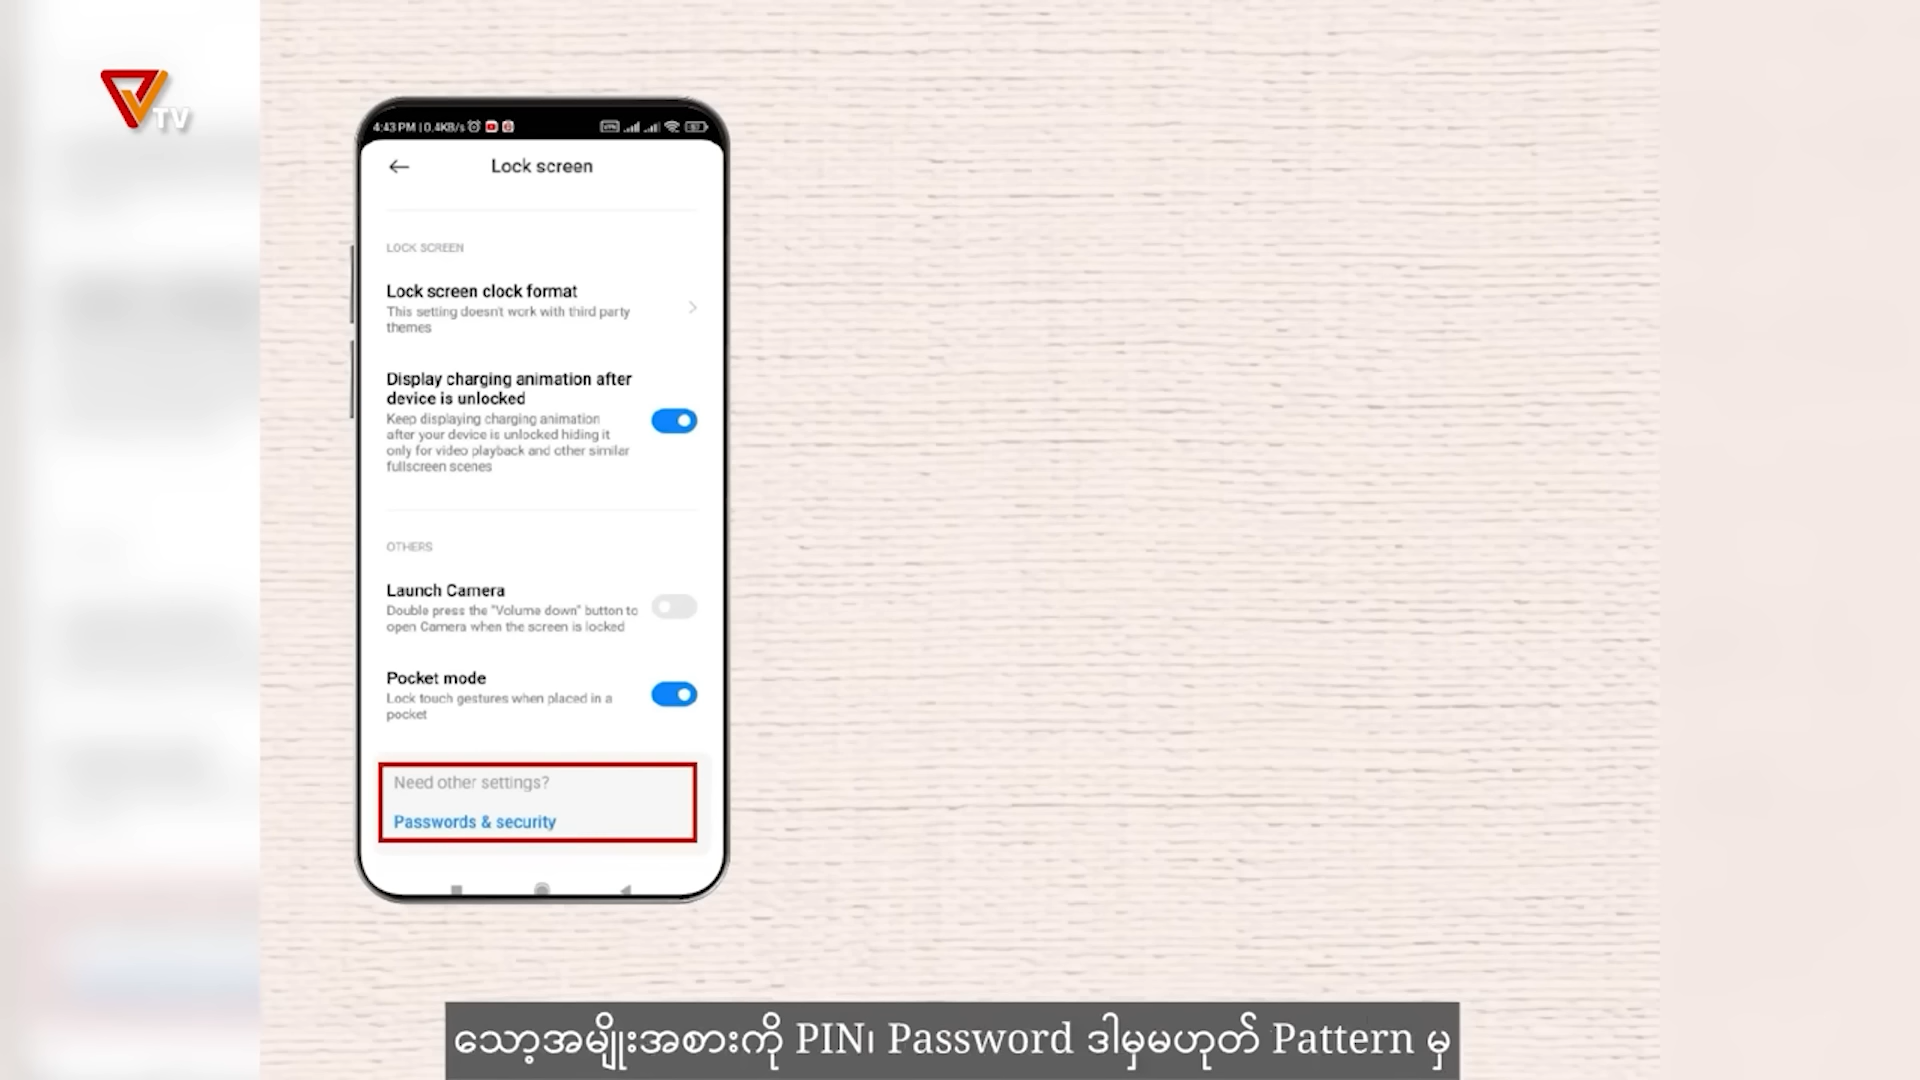 TV
4:43 PM | 0.4KB/s
Lock screen
LOCK SCREEN
Lock screen clock format
This setting doesn't work with third party
themes
Display charging animation after
device is unlocked
Keep displaying charging animation
after your device is unlocked hiding it
only for video playback and other similar
fullscreen scenes
OTHERS
Launch Camera
Double press the "Volume down" button to
open Camera when the screen is locked
Pocket mode
Lock touch gestures when placed in a
pocket
Need other settings?
Passwords & security
သော့အမျိုးအစားကို PIN၊ Password ဒါမှမဟုတ် Pattern မှ